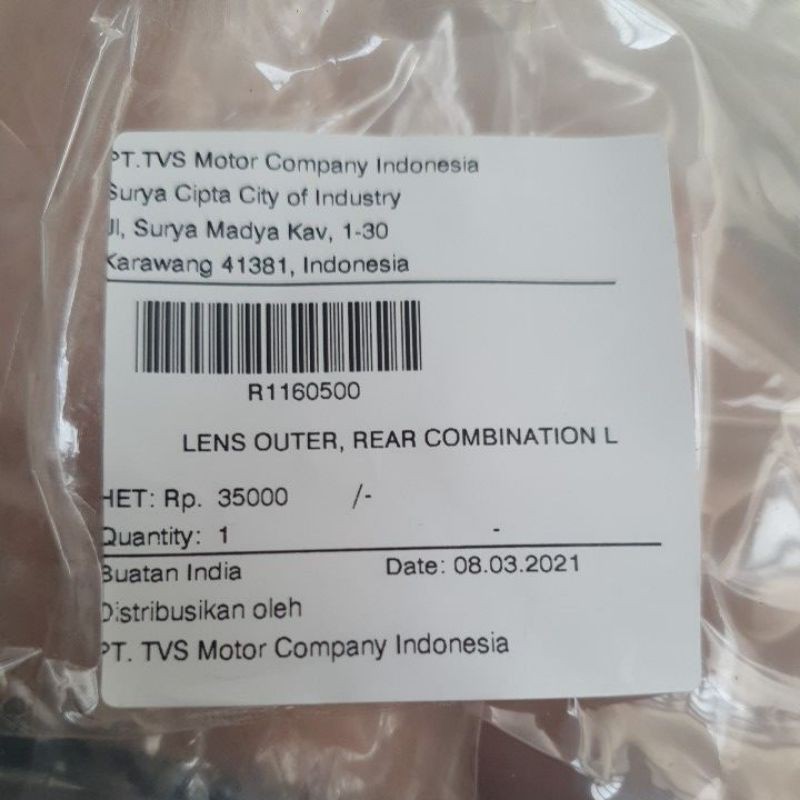 PT.TVS Motor Company Indonesia
Surya Cipta City of Industry
Jl, Surya Madya Kav, 1-30
Karawang 41381, Indonesia
R1160500
LENS OUTER, REAR COMBINATION L
HET: Rp. 35000 /-
Quantity: 1 -
Buatan India Date: 08.03.2021
Distribusikan oleh
PT. TVS Motor Company Indonesia